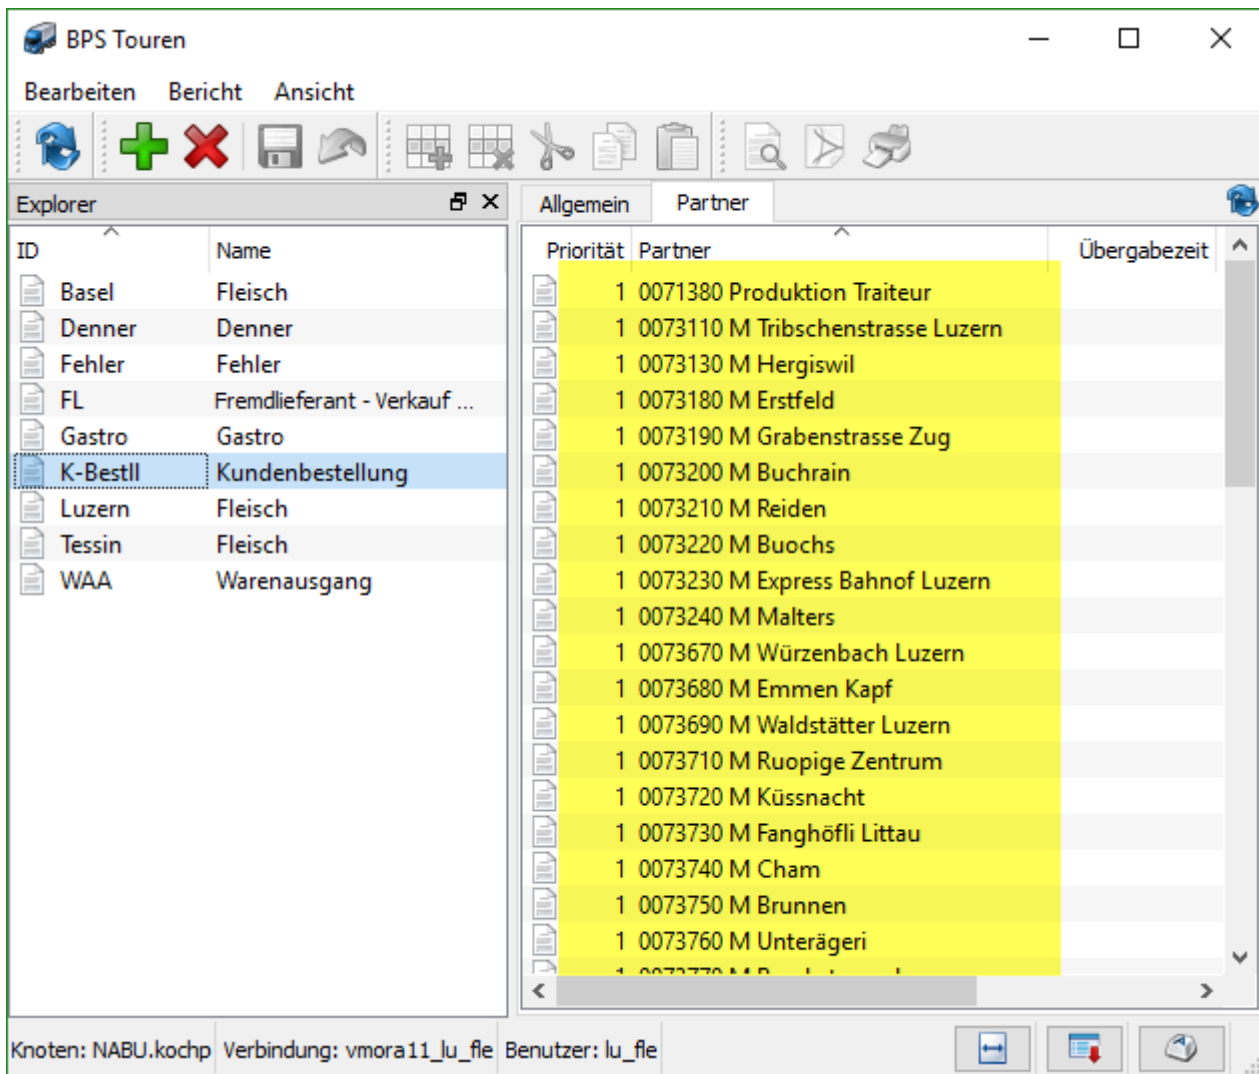 BPS Touren
Bearbeiten Bericht Ansicht
Explorer
Allgemein Partner
ID Name
Priorität Partner Übergabezeit
Basel Fleisch
Denner Denner
Fehler Fehler
FL Fremdlieferant - Verkauf ...
Gastro Gastro
K-Bestll Kundenbestellung
Luzern Fleisch
Tessin Fleisch
WAA Warenausgang
1 0071380 Produktion Traiteur
1 0073110 M Tribschenstrasse Luzern
1 0073130 M Hergiswil
1 0073180 M Erstfeld
1 0073190 M Grabenstrasse Zug
1 0073200 M Buchrain
1 0073210 M Reiden
1 0073220 M Buochs
1 0073230 M Express Bahnof Luzern
1 0073240 M Malters
1 0073670 M Würzenbach Luzern
1 0073680 M Emmen Kapf
1 0073690 M Waldstätter Luzern
1 0073710 M Ruopige Zentrum
1 0073720 M Küssnacht
1 0073730 M Fanghöfli Littau
1 0073740 M Cham
1 0073750 M Brunnen
1 0073760 M Unterägeri
Knoten: NABU.kochp Verbindung: vmora11_lu_fle Benutzer: lu_fle